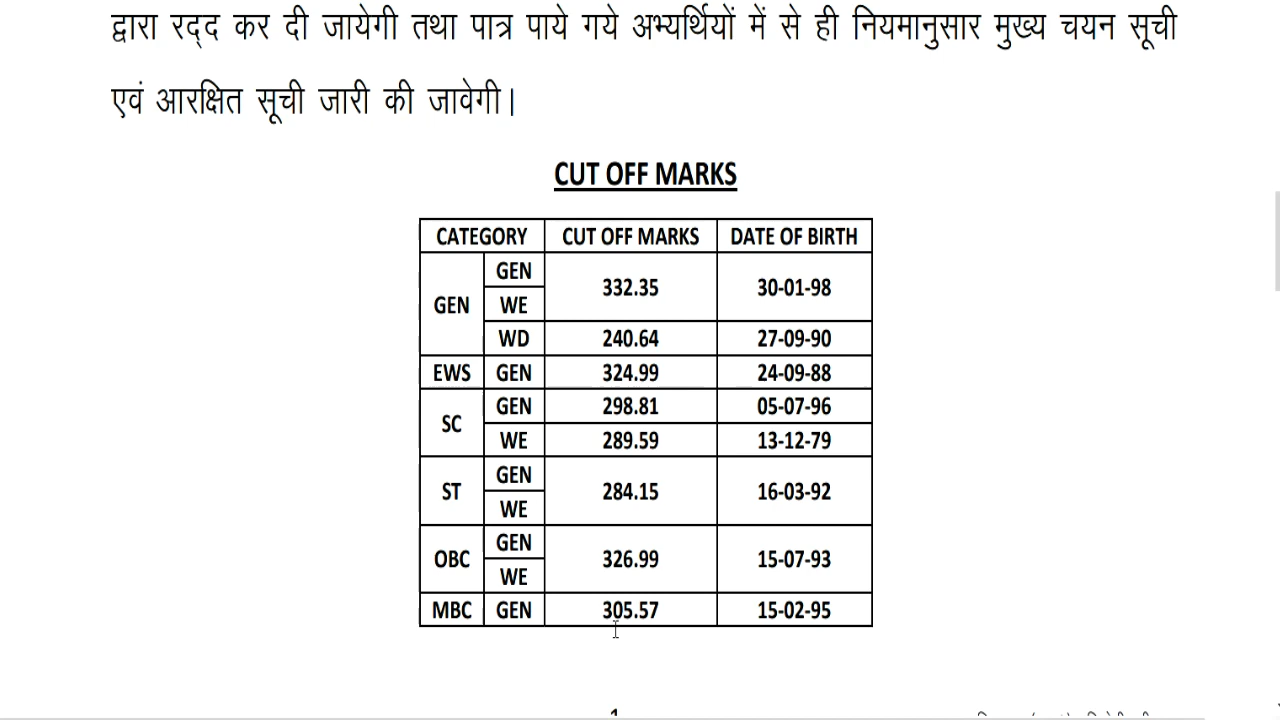 द्वारा रद्द कर दी जायेगी तथा पात्र पाये गये अभ्यर्थियों में से ही नियमानुसार मुख्य चयन सूची
एवं आरक्षित सूची जारी की जावेगी।
CUT OFF MARKS
CATEGORY CUT OFF MARKS DATE OF BIRTH
GEN GEN 332.35 30-01-98
WE
WD 240.64 27-09-90
EWS GEN 324.99 24-09-88
SC GEN 298.81 05-07-96
WE 289.59 13-12-79
ST GEN 284.15 16-03-92
WE
OBC GEN 326.99 15-07-93
WE
MBC GEN 305.57 15-02-95